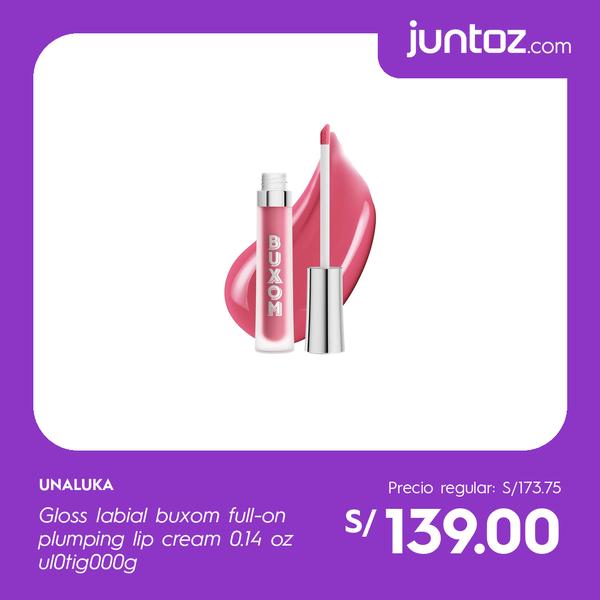 juntoz.com
BUXOM
UNALUKA
Gloss labial buxom full-on
plumping lip cream 0.14 oz
ul0tig000g
Precio regular: S/173.75
S/139.00